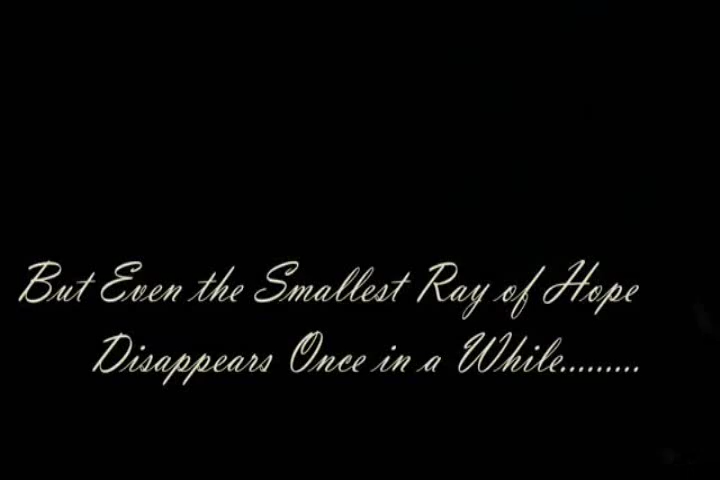 But Even the Smallest Ray of Hope
Disappears Once in a While.........